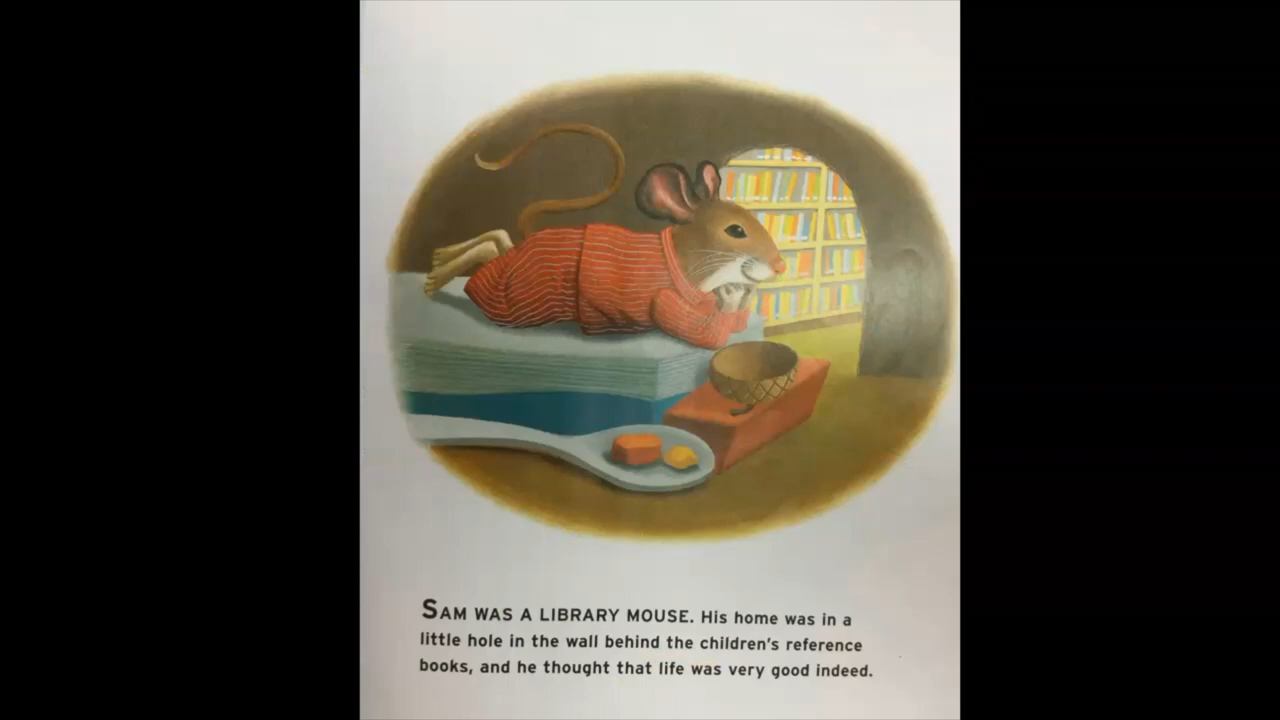 SAM WAS A LIBRARY MOUSE. His home was in a
little hole in the wall behind the children's reference
books, and he thought that life was very good indeed.